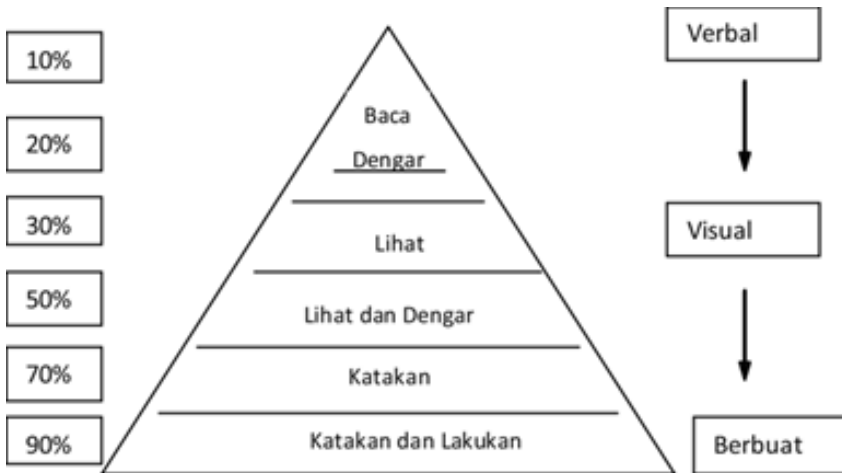 10%
20%
30%
50%
70%
90%
Baca
Dengar
Lihat
Lihat dan Dengar
Katakan
Katakan dan Lakukan
Verbal
Visual
Berbuat